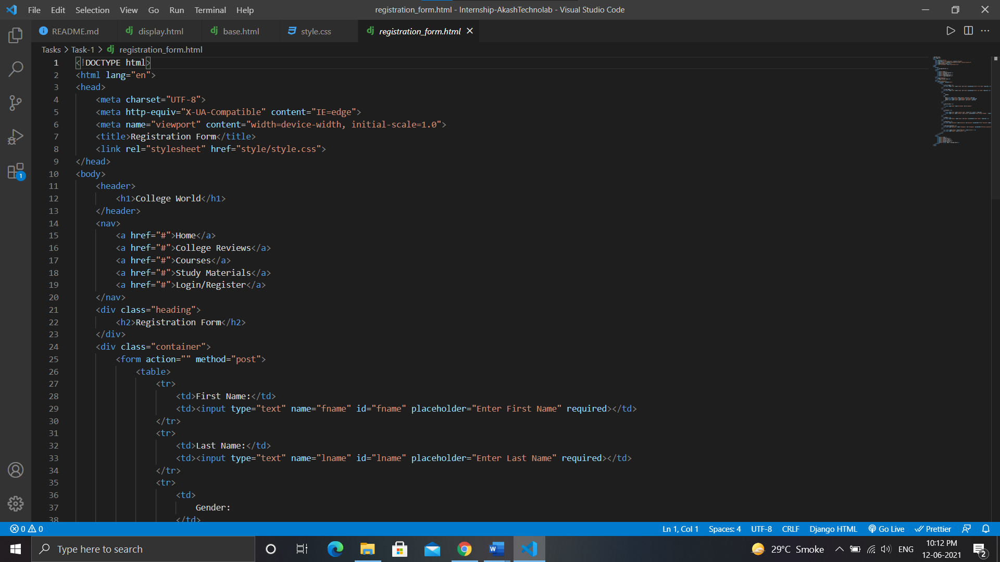 File Edit Selection View Go Run Terminal Help registration_form.html - Internship-AkashTechnolab - Visual Studio Code
README.md display.html base.html style.css registration_form.html
Tasks > Task-1 > registration_form.html
1 <!DOCTYPE html>
2 <html lang="en">
3 <head>
4 <meta charset="UTF-8">
5 <meta http-equiv="X-UA-Compatible" content="IE=edge">
6 <meta name="viewport" content="width=device-width, initial-scale=1.0">
7 <title>Registration Form</title>
8 <link rel="stylesheet" href="style/style.css">
9 </head>
10 <body>
11 <header>
12 <h1>College World</h1>
13 </header>
14 <nav>
15 <a href="#">Home</a>
16 <a href="#">College Reviews</a>
17 <a href="#">Courses</a>
18 <a href="#">Study Materials</a>
19 <a href="#">Login/Register</a>
20 </nav>
21 <div class="heading">
22 <h2>Registration Form</h2>
23 </div>
24 <div class="container">
25 <form action="" method="post">
26 <table>
27 <tr>
28 <td>First Name:</td>
29 <td><input type="text" name="fname" id="fname" placeholder="Enter First Name" required></td>
30 </tr>
31 <tr>
32 <td>Last Name:</td>
33 <td><input type="text" name="lname" id="lname" placeholder="Enter Last Name" required></td>
34 </tr>
35 <tr>
36 <td>
37 Gender:
38 </td>
1
0 0 Ln 1, Col 1 Spaces: 4 UTF-8 CRLF Django HTML Go Live Prettier
Type here to search 29°C Smoke ENG 10:12 PM
12-06-2021 2